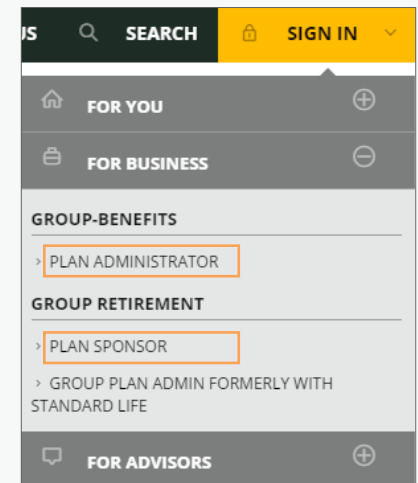 US SEARCH SIGN IN
FOR YOU
FOR BUSINESS
GROUP-BENEFITS
> PLAN ADMINISTRATOR
GROUP RETIREMENT
> PLAN SPONSOR
> GROUP PLAN ADMIN FORMERLY WITH
STANDARD LIFE
FOR ADVISORS